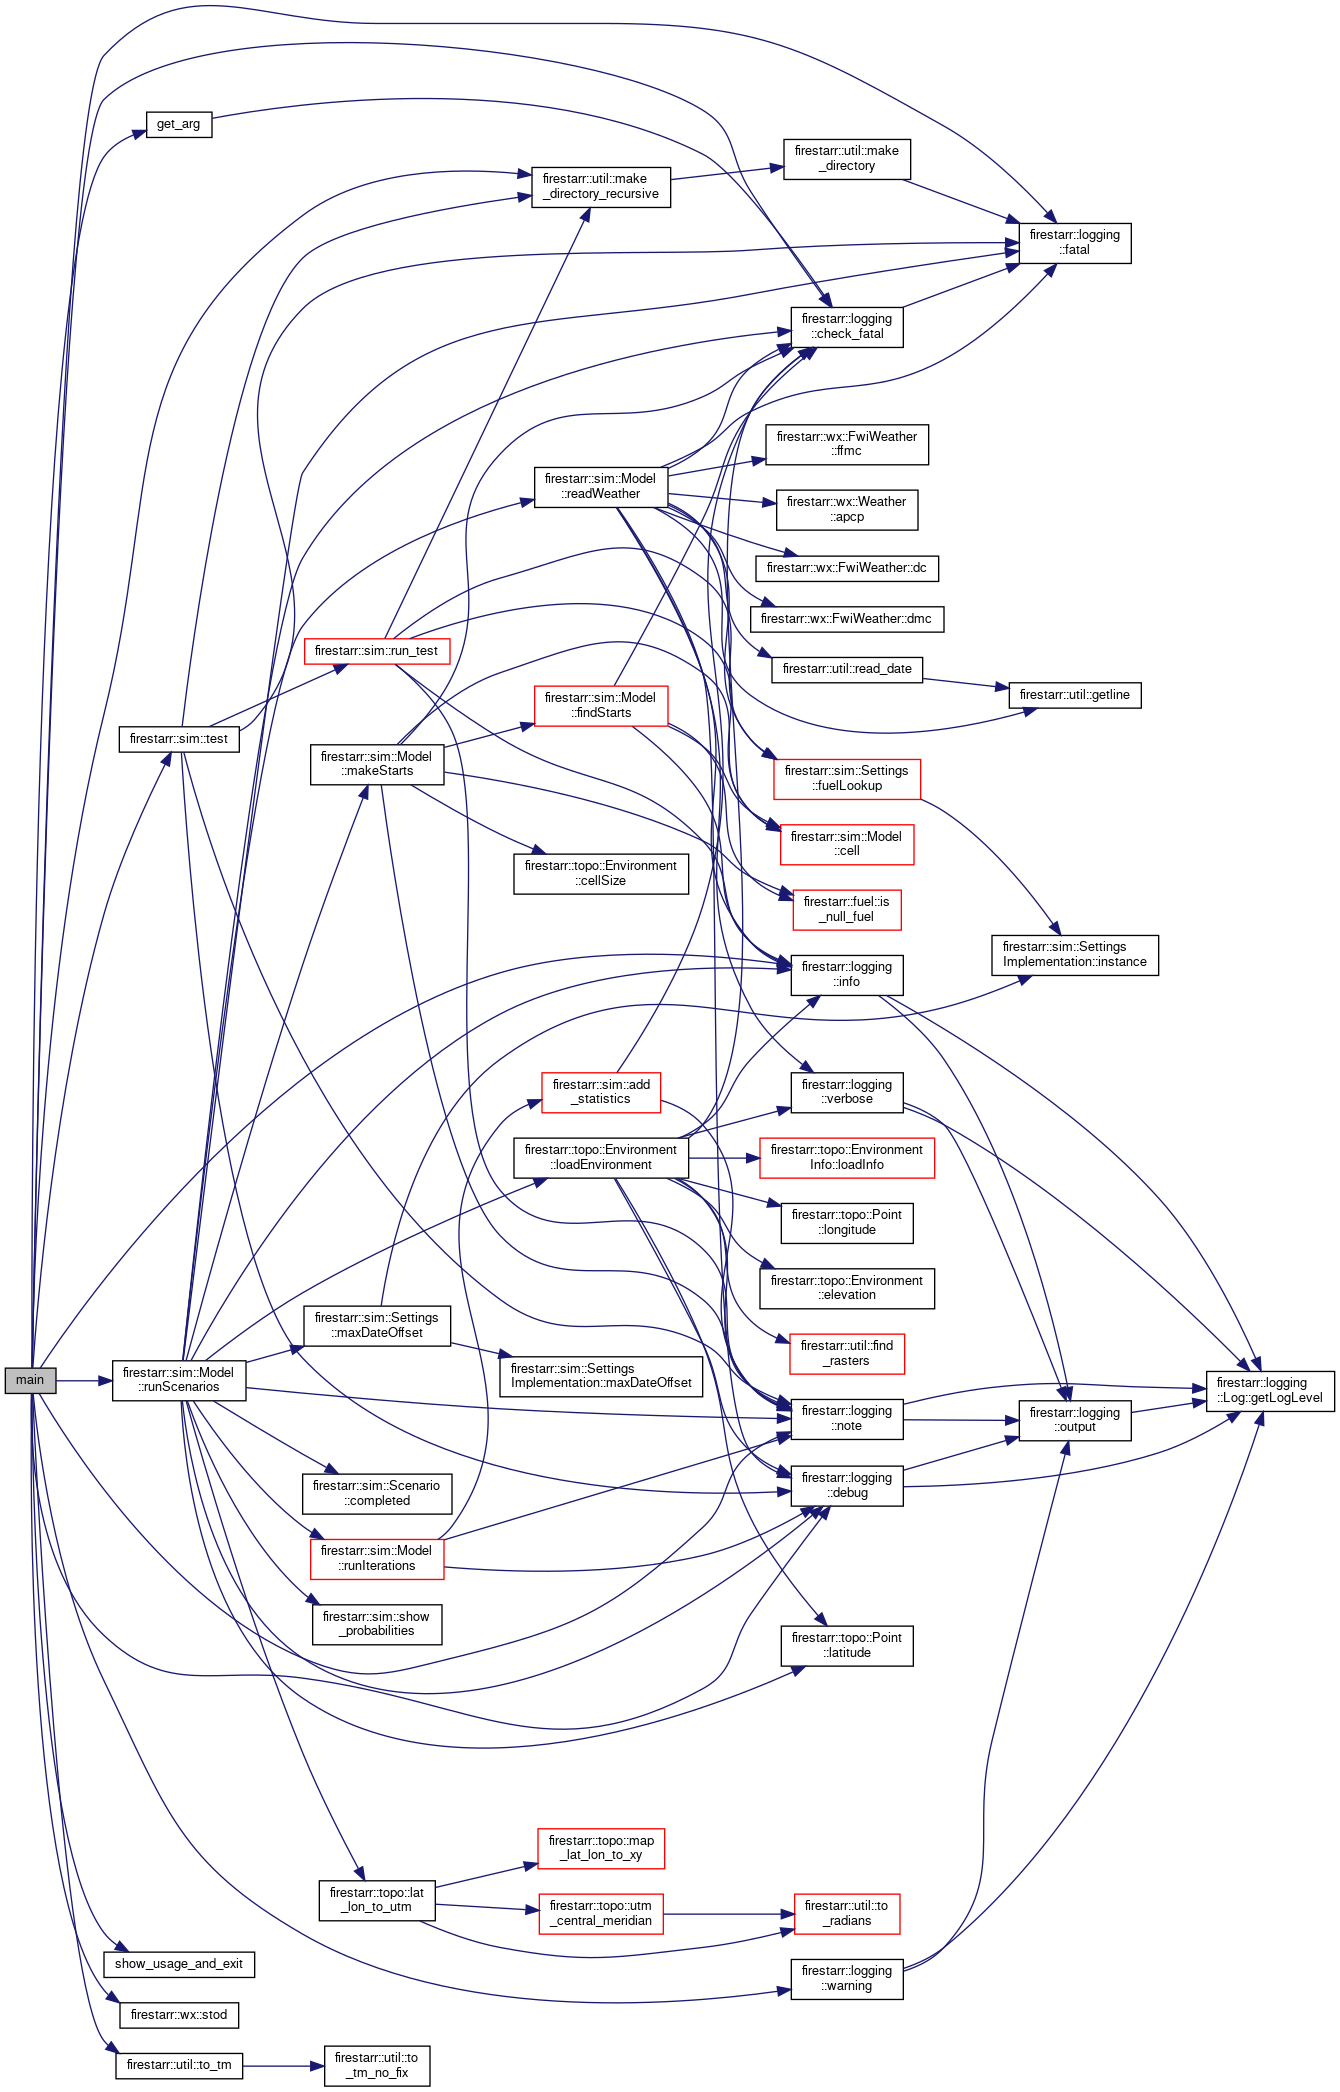 get_arg
firestarr::util::make
_directory
firestarr::util::make
_directory_recursive
firestarr::logging
::fatal
firestarr::logging
::check_fatal
firestarr::wx::FwiWeather
::ffmc
firestarr::sim::Model
::readWeather
firestarr::wx::Weather
::apcp
firestarr::wx::FwiWeather::dc
firestarr::wx::FwiWeather::dmc
firestarr::sim::run_test
firestarr::util::read_date
firestarr::util::getline
firestarr::sim::Model
::findStarts
firestarr::sim::test
firestarr::sim::Model
::makeStarts
firestarr::sim::Settings
::fuelLookup
firestarr::sim::Model
::cell
firestarr::topo::Environment
::cellSize
firestarr::fuel::is
_null_fuel
firestarr::sim::Settings
Implementation::instance
firestarr::logging
::info
firestarr::sim::add
_statistics
firestarr::logging
::verbose
firestarr::topo::Environment
::loadEnvironment
firestarr::topo::Environment
Info::loadInfo
firestarr::topo::Point
::longitude
firestarr::topo::Environment
::elevation
firestarr::sim::Settings
::maxDateOffset
firestarr::util::find
_rasters
main
firestarr::sim::Model
::runScenarios
firestarr::sim::Settings
Implementation::maxDateOffset
firestarr::logging
::Log::getLogLevel
firestarr::logging
::note
firestarr::logging
::output
firestarr::logging
::debug
firestarr::sim::Scenario
::completed
firestarr::sim::Model
::runIterations
firestarr::sim::show
_probabilities
firestarr::topo::Point
::latitude
firestarr::topo::map
_lat_lon_to_xy
firestarr::topo::lat
_lon_to_utm
firestarr::topo::utm
_central_meridian
firestarr::util::to
_radians
show_usage_and_exit
firestarr::logging
::warning
firestarr::wx::stod
firestarr::util::to_tm
firestarr::util::to
_tm_no_fix